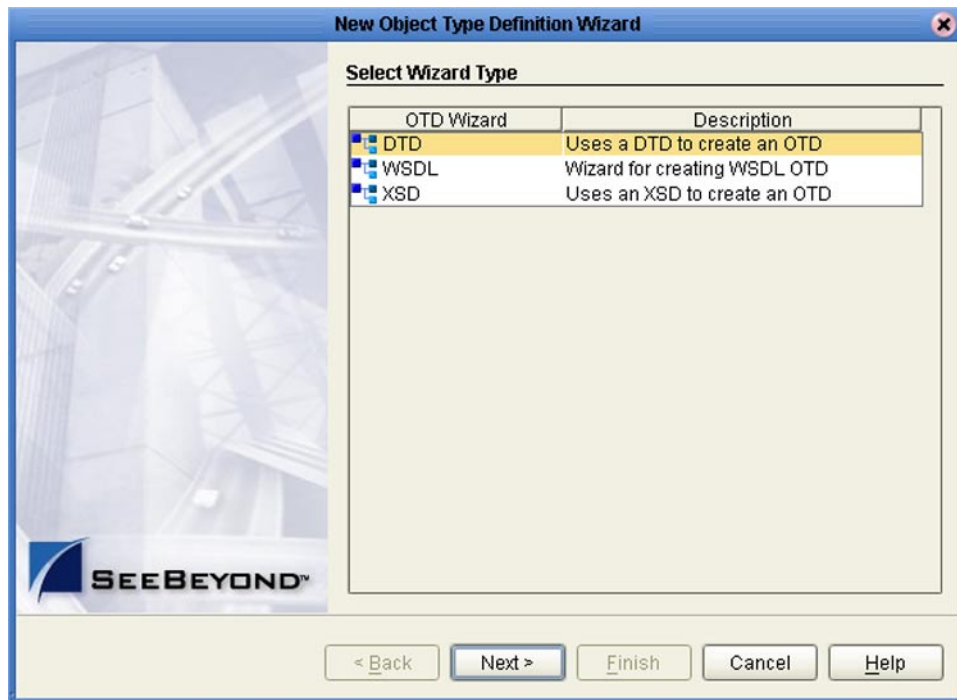 New Object Type Definition Wizard
Select Wizard Type
OTD Wizard Description
DTD Uses a DTD to create an OTD
WSDL Wizard for creating WSDL OTD
XSD Uses an XSD to create an OTD
SEEBEYOND™
< Back Next > Finish Cancel Help